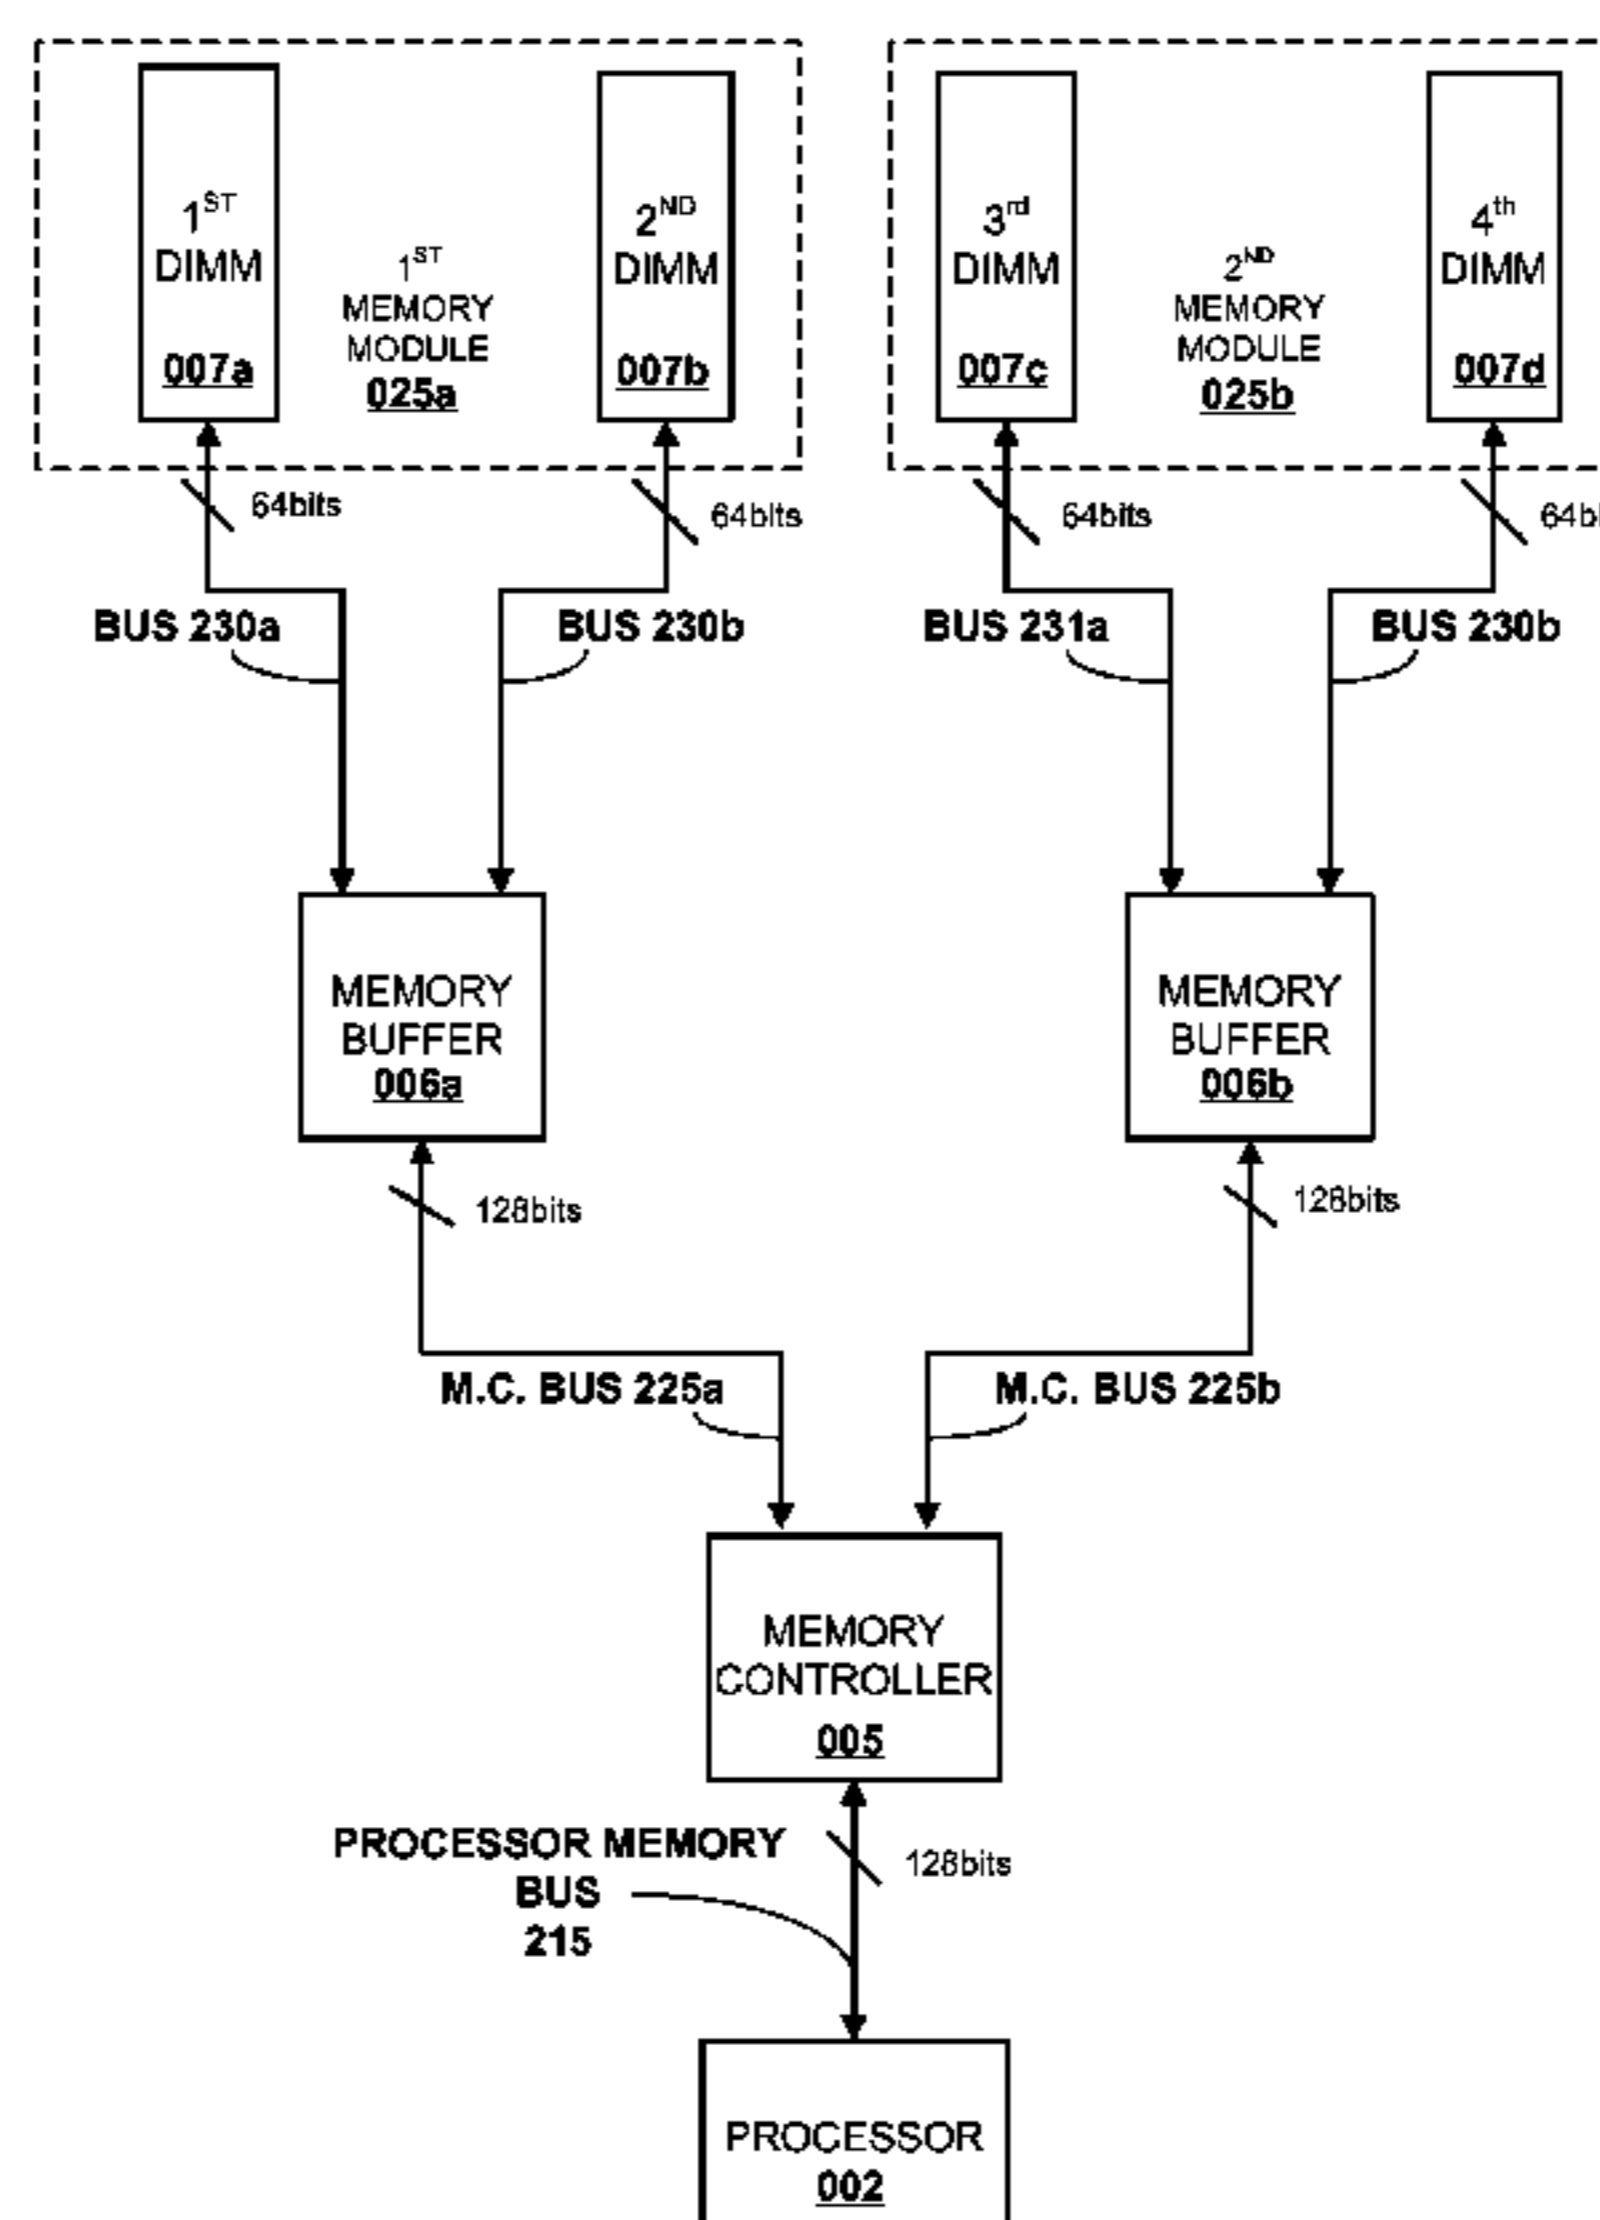 1ST
DIMM
007a
1ST
MEMORY
MODULE
025a
2ND
DIMM
007b
3rd
DIMM
007c
2ND
MEMORY
MODULE
025b
4th
DIMM
007d
64bits
64bits
64bits
BUS 230a
BUS 230b
BUS 231a
BUS 230b
MEMORY
BUFFER
006a
MEMORY
BUFFER
006b
128bits
128bits
M.C. BUS 225a
M.C. BUS 225b
MEMORY
CONTROLLER
005
PROCESSOR MEMORY
BUS
215
128bits
PROCESSOR
002